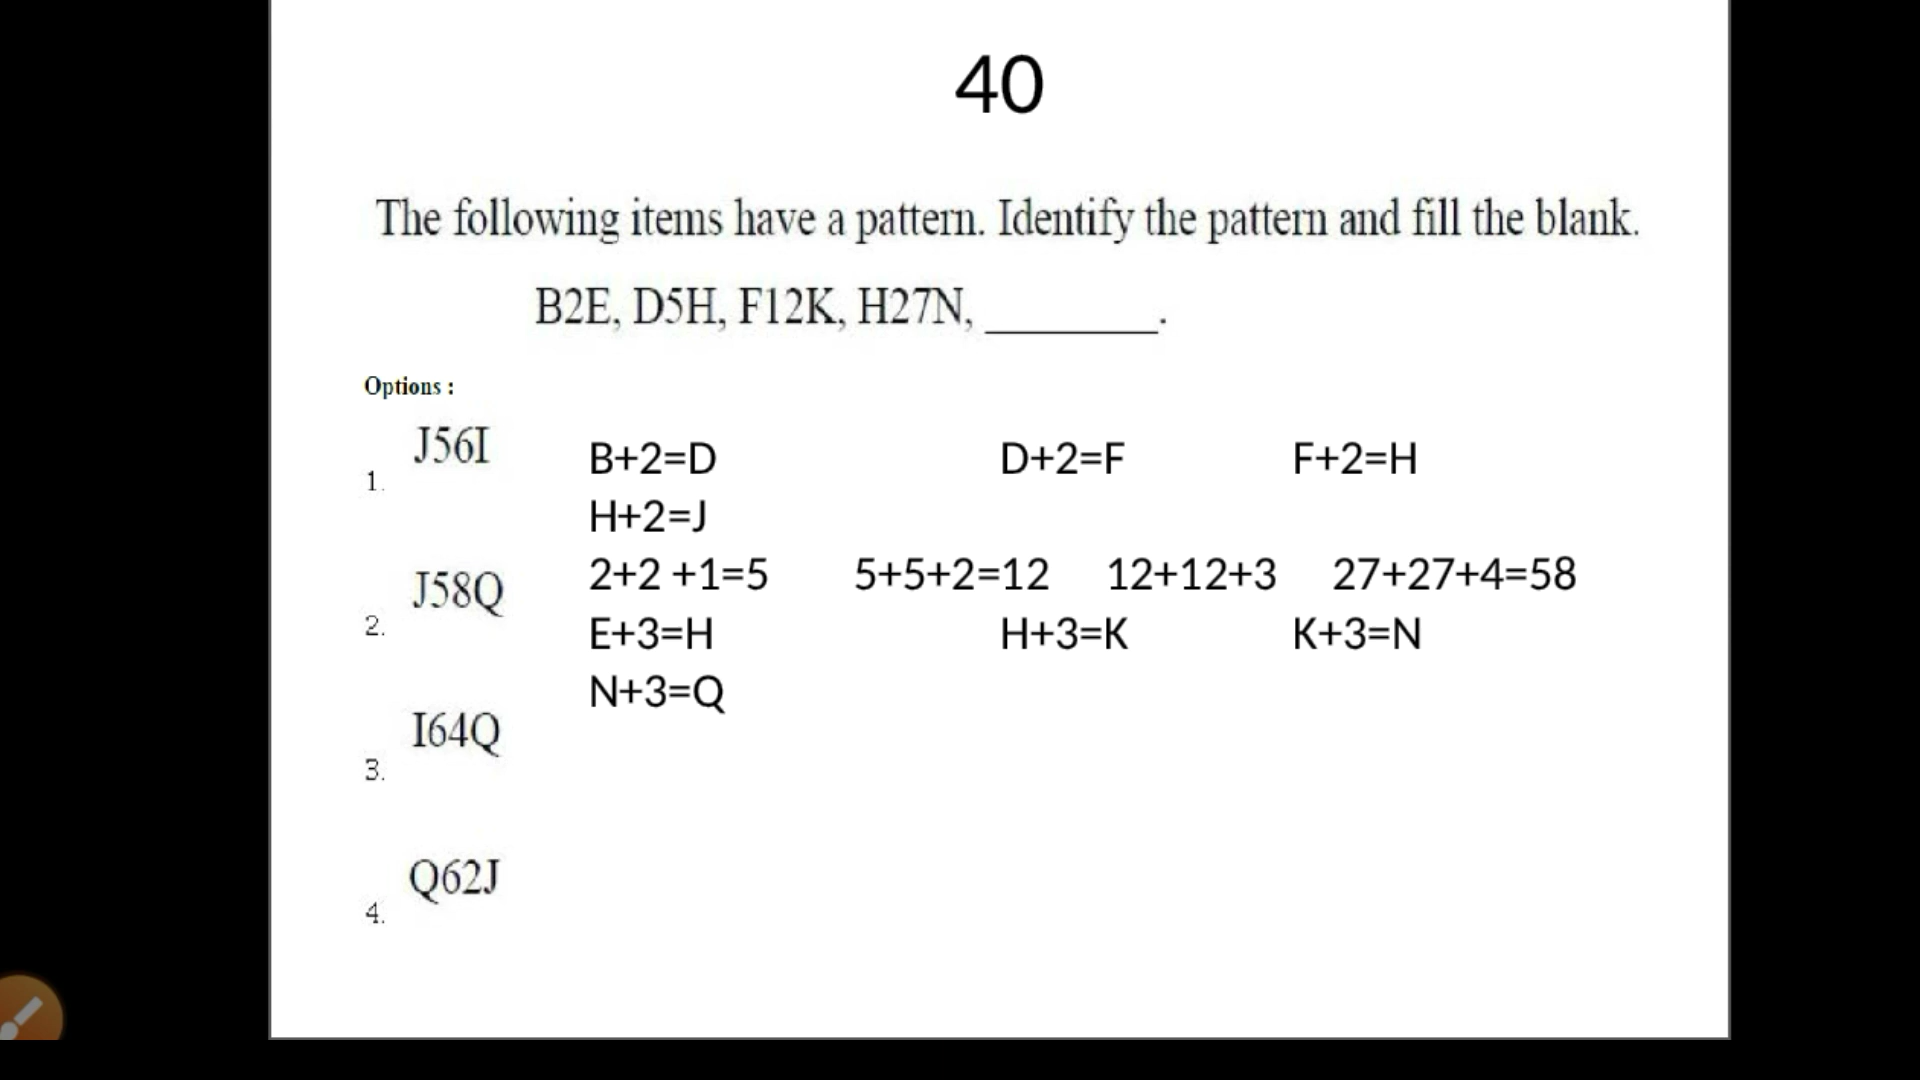 40
The following items have a pattern. Identify the pattern and fill the blank.
B2E, D5H, F12K, H27N, ________.
Options :
1. J56I
2. J58Q
3. I64Q
4. Q62J
B+2=D D+2=F F+2=H
H+2=J
2+2 +1=5 5+5+2=12 12+12+3 27+27+4=58
E+3=H H+3=K K+3=N
N+3=Q